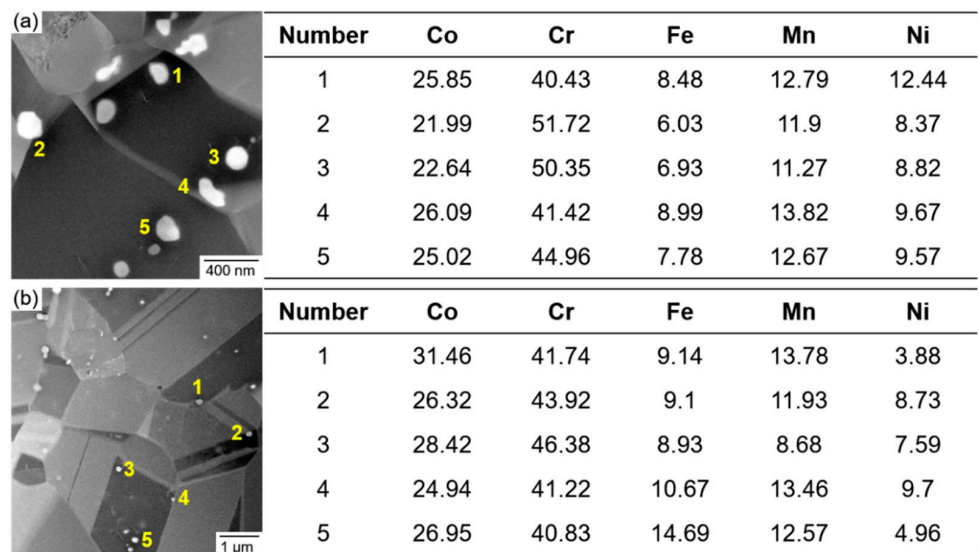 (a)
1
2
3
4
5
400 nm
Number Co Cr Fe Mn Ni
1 25.85 40.43 8.48 12.79 12.44
2 21.99 51.72 6.03 11.9 8.37
3 22.64 50.35 6.93 11.27 8.82
4 26.09 41.42 8.99 13.82 9.67
5 25.02 44.96 7.78 12.67 9.57
(b)
1
2
3
4
5
1 μm
Number Co Cr Fe Mn Ni
1 31.46 41.74 9.14 13.78 3.88
2 26.32 43.92 9.1 11.93 8.73
3 28.42 46.38 8.93 8.68 7.59
4 24.94 41.22 10.67 13.46 9.7
5 26.95 40.83 14.69 12.57 4.96